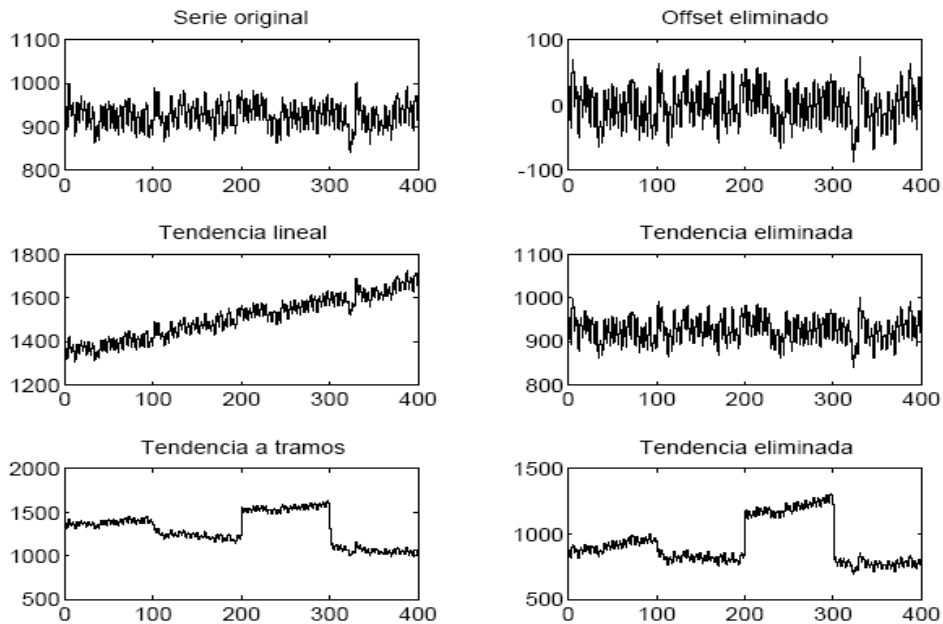 Serie original
1100
1000
900
800
0 100 200 300 400
Offset eliminado
100
0
-100
0 100 200 300 400
Tendencia lineal
1800
1600
1400
1200
0 100 200 300 400
Tendencia eliminada
1100
1000
900
800
0 100 200 300 400
Tendencia a tramos
2000
1500
1000
500
0 100 200 300 400
Tendencia eliminada
1500
1000
500
0 100 200 300 400